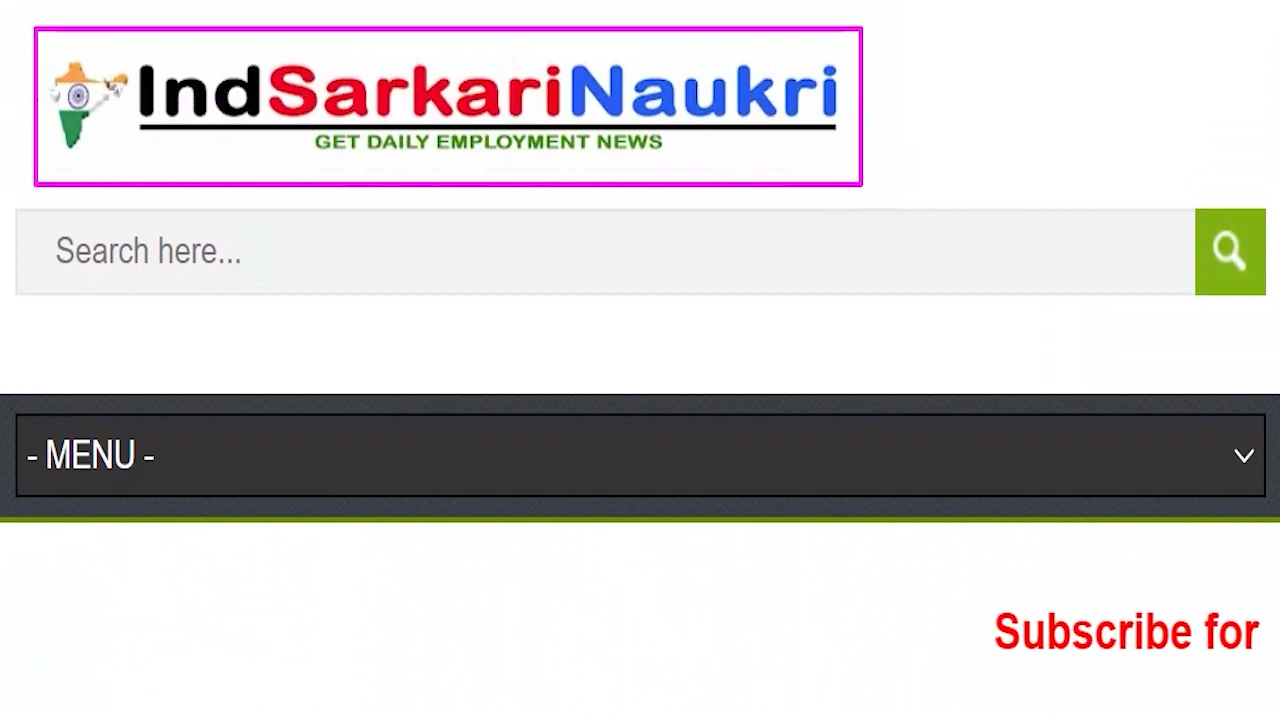 IndSarkariNaukri
GET DAILY EMPLOYMENT NEWS
Search here...
- MENU -
Subscribe for